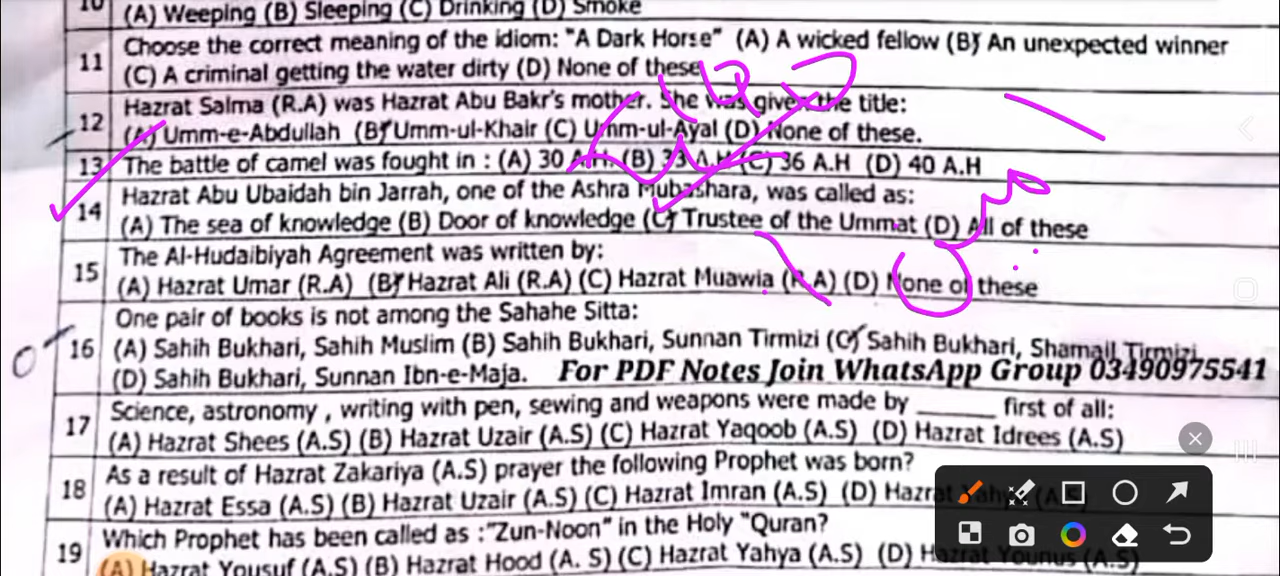 10 (A) Weeping (B) Sleeping (C) Drinking (D) Smoke
11 Choose the correct meaning of the idiom: "A Dark Horse" (A) A wicked fellow (B) An unexpected winner
(C) A criminal getting the water dirty (D) None of these
12 Hazrat Salma (R.A) was Hazrat Abu Bakr's mother. She was given the title:
(A) Umm-e-Abdullah (B) Umm-ul-Khair (C) Umm-ul-Ayal (D) None of these.
13 The battle of camel was fought in : (A) 30 A.H. (B) 33 A.H (C) 36 A.H (D) 40 A.H
14 Hazrat Abu Ubaidah bin Jarrah, one of the Ashra Mubashara, was called as:
(A) The sea of knowledge (B) Door of knowledge (C) Trustee of the Ummat (D) All of these
15 The Al-Hudaibiyah Agreement was written by:
(A) Hazrat Umar (R.A) (B) Hazrat Ali (R.A) (C) Hazrat Muawia (R.A) (D) None of these
16 One pair of books is not among the Sahahe Sitta:
(A) Sahih Bukhari, Sahih Muslim (B) Sahih Bukhari, Sunnan Tirmizi (C) Sahih Bukhari, Shamail Tirmizi
(D) Sahih Bukhari, Sunnan Ibn-e-Maja. For PDF Notes Join WhatsApp Group 03490975541
17 Science, astronomy , writing with pen, sewing and weapons were made by ______ first of all:
(A) Hazrat Shees (A.S) (B) Hazrat Uzair (A.S) (C) Hazrat Yaqoob (A.S) (D) Hazrat Idrees (A.S)
18 As a result of Hazrat Zakariya (A.S) prayer the following Prophet was born?
(A) Hazrat Essa (A.S) (B) Hazrat Uzair (A.S) (C) Hazrat Imran (A.S) (D) Hazrat Yahya (A.S)
19 Which Prophet has been called as :"Zun-Noon" in the Holy "Quran?
(A) Hazrat Yousuf (A.S) (B) Hazrat Hood (A. S) (C) Hazrat Yahya (A.S) (D) Hazrat Younus (A.S)